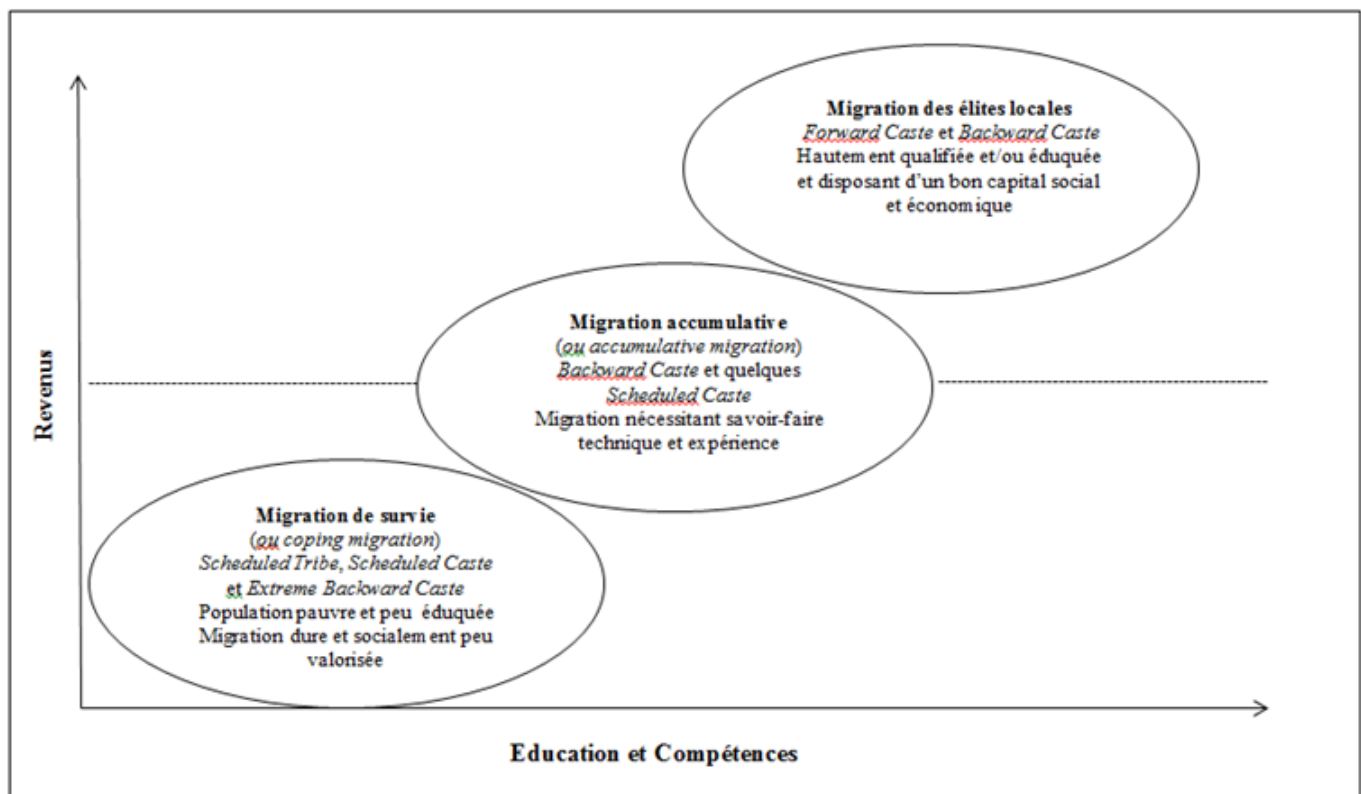 Migration des élites locales
Forward Caste et Backward Caste
Hautement qualifiée et/ou éduquée
et disposant d'un bon capital social
et économique
Migration accumulative
(ou accumulative migration)
Backward Caste et quelques
Scheduled Caste
Migration nécessitant savoir-faire
technique et expérience
Revenus
Migration de survie
(ou coping migration)
Scheduled Tribe, Scheduled Caste
et Extreme Backward Caste
Population pauvre et peu éduquée
Migration dure et socialement peu
valorisée
Education et Compétences